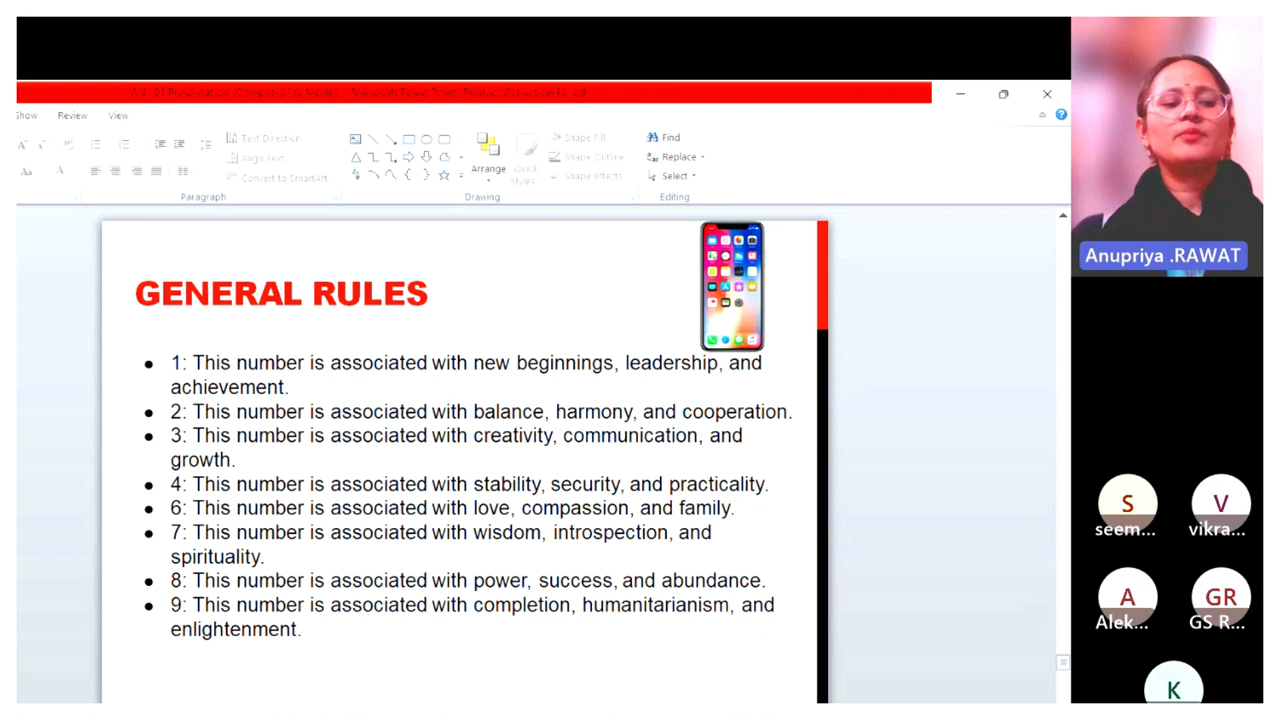 Show Review View
Text Direction
Align Text
Convert to SmartArt
Paragraph
Arrange
Quick Styles
Shape Fill
Shape Outline
Shape Effects
Drawing
Find
Replace
Select
Editing
GENERAL RULES
● 1: This number is associated with new beginnings, leadership, and
achievement.
● 2: This number is associated with balance, harmony, and cooperation.
● 3: This number is associated with creativity, communication, and
growth.
● 4: This number is associated with stability, security, and practicality.
● 6: This number is associated with love, compassion, and family.
● 7: This number is associated with wisdom, introspection, and
spirituality.
● 8: This number is associated with power, success, and abundance.
● 9: This number is associated with completion, humanitarianism, and
enlightenment.
Anupriya .RAWAT
S
seem...
V
vikra...
A
Alek...
GR
GS R...
K